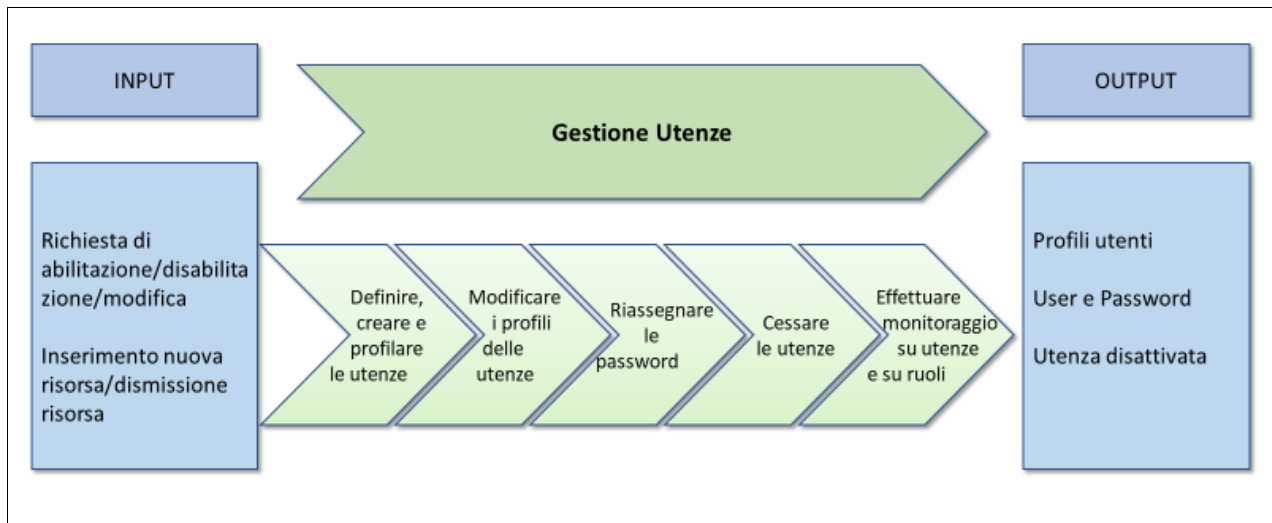 INPUT
Gestione Utenze
OUTPUT
Richiesta di
abilitazione/disabilita
zione/modifica
Inserimento nuova
risorsa/dismissione
risorsa
Definire,
creare e
profilare
le utenze
Modificare
i profili
delle
utenze
Riassegnare
le
password
Cessare
le utenze
Effettuare
monitoraggio
su utenze
e su ruoli
Profili utenti
User e Password
Utenza disattivata